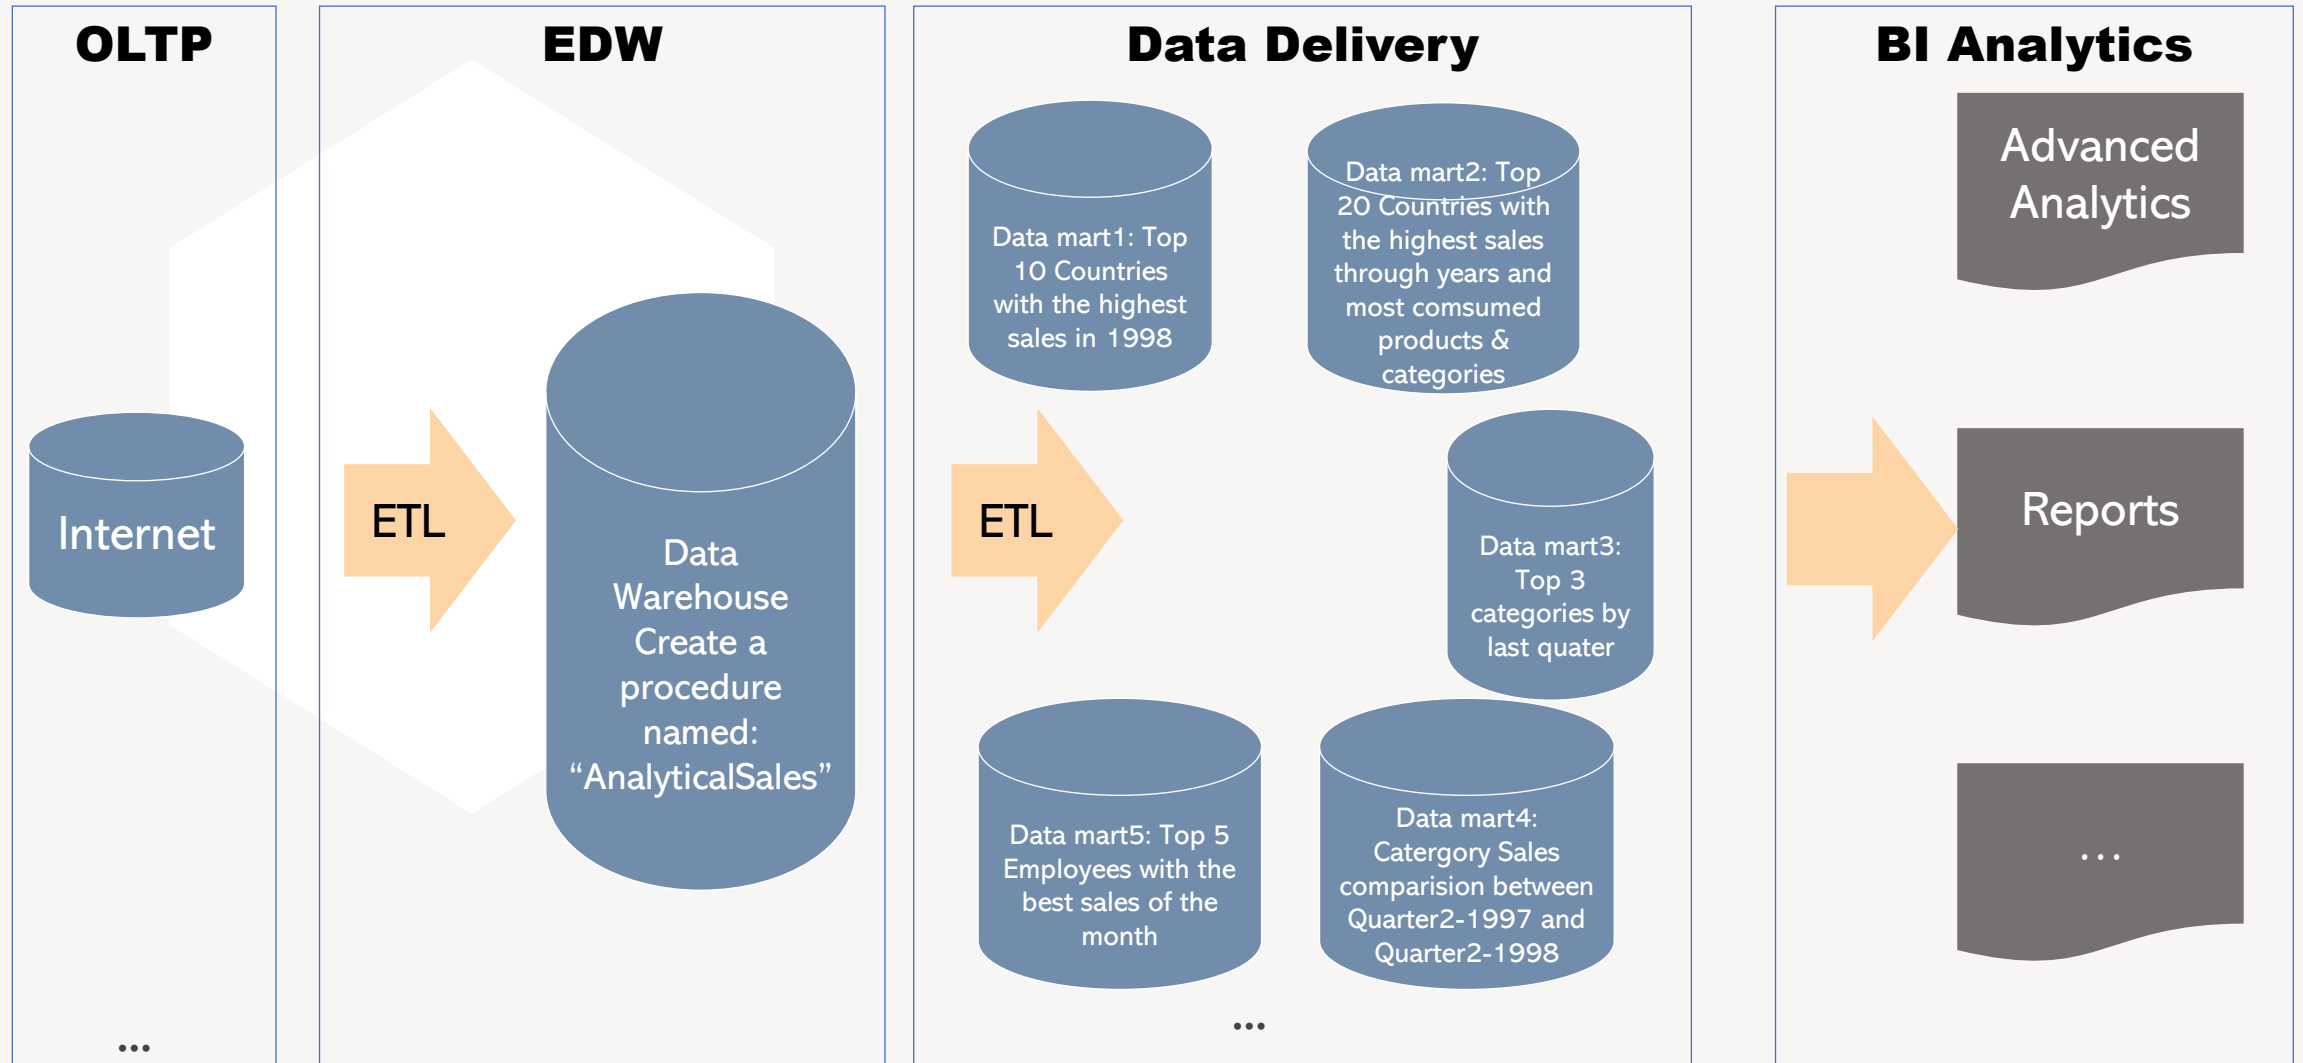 OLTP
Internet
...
EDW
ETL
Data
Warehouse
Create a
procedure
named:
“AnalyticalSales”
Data Delivery
Data mart1: Top
10 Countries
with the highest
sales in 1998
Data mart2: Top
20 Countries with
the highest sales
through years and
most comsumed
products &
categories
ETL
Data mart3:
Top 3
categories by
last quater
Data mart5: Top 5
Employees with the
best sales of the
month
Data mart4:
Catergory Sales
comparision between
Quarter2-1997 and
Quarter2-1998
...
BI Analytics
Advanced
Analytics
Reports
...